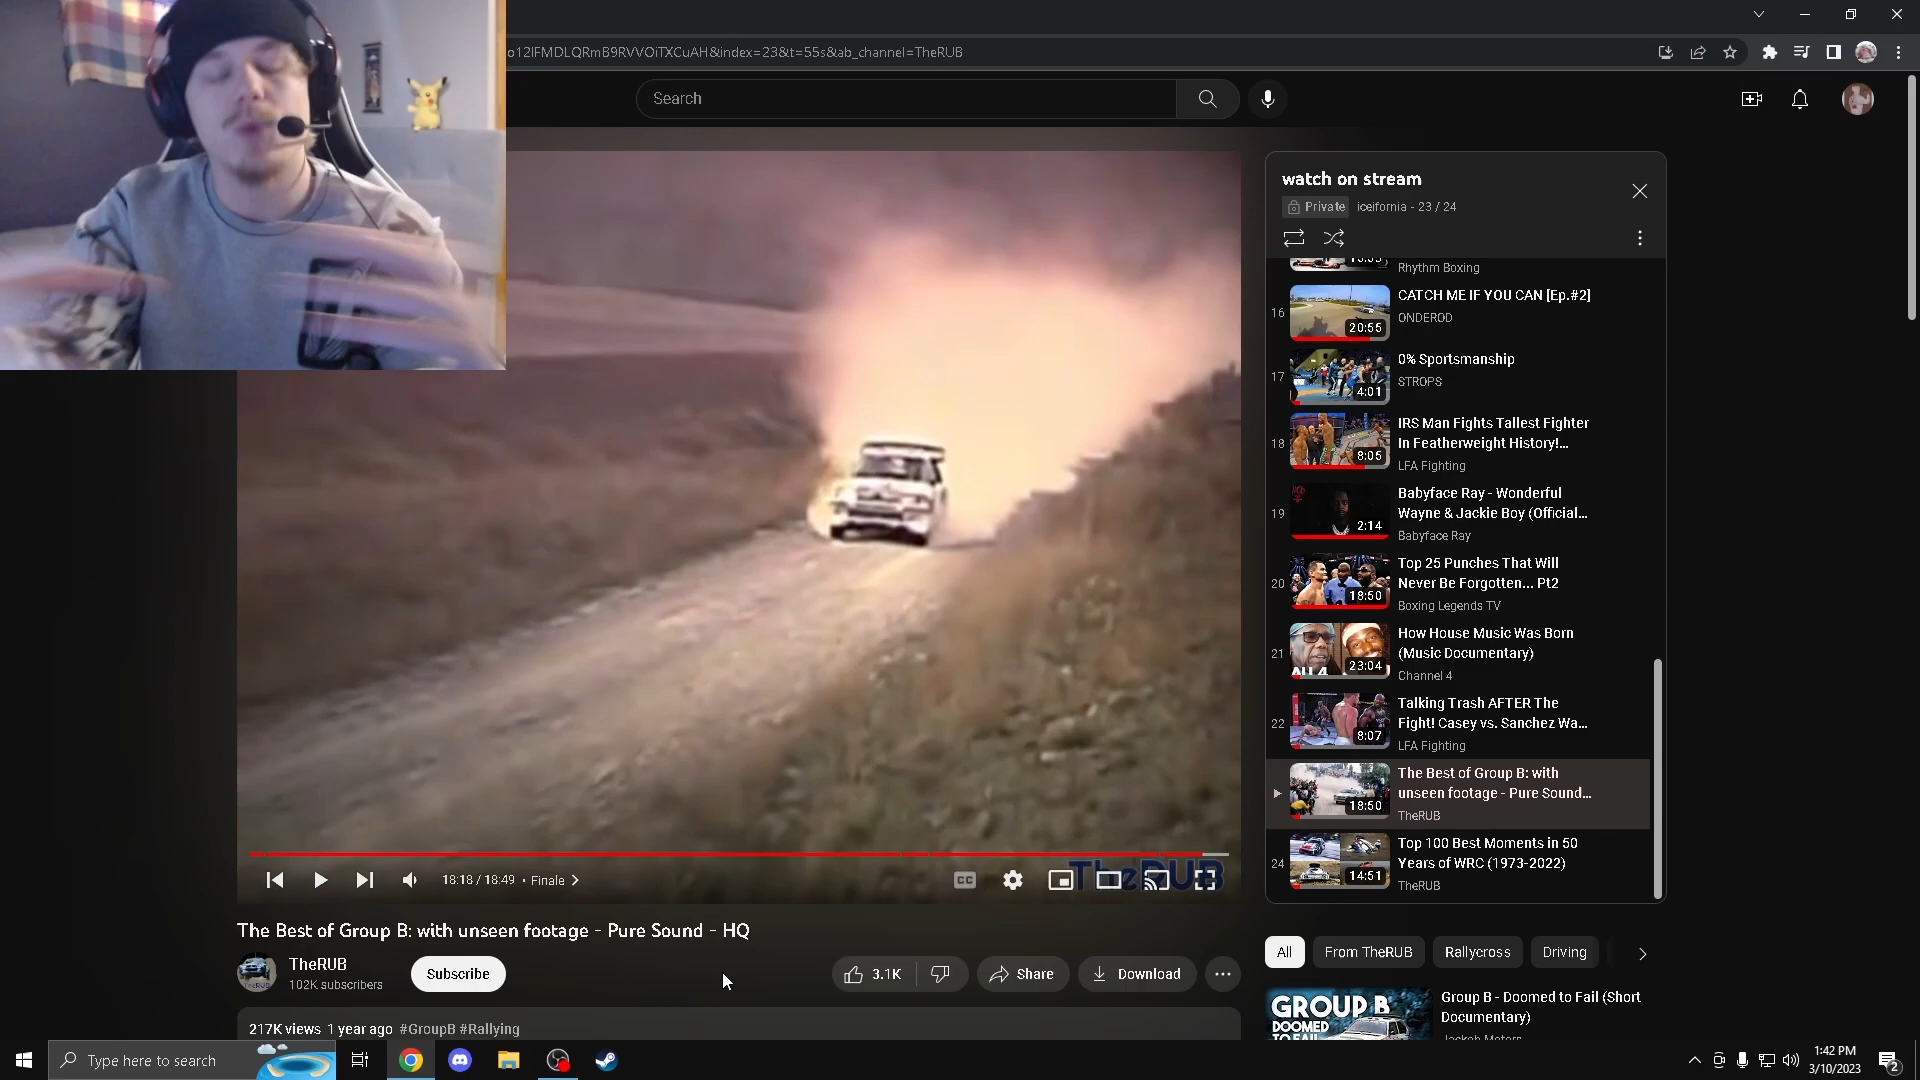 o12IFMDLQRmB9RVVOiTXCuAH&index=23&t=55s&ab_channel=TheRUB
Search
watch on stream
Private iceifornia - 23 / 24
Rhythm Boxing
16 CATCH ME IF YOU CAN [Ep.#2]
ONDEROD
20:55
17 0% Sportsmanship
STROPS
4:01
18 IRS Man Fights Tallest Fighter
In Featherweight History!...
LFA Fighting
8:05
19 Babyface Ray - Wonderful
Wayne & Jackie Boy (Official...
Babyface Ray
2:14
20 Top 25 Punches That Will
Never Be Forgotten... Pt2
Boxing Legends TV
18:50
21 How House Music Was Born
(Music Documentary)
Channel 4
23:04
22 Talking Trash AFTER The
Fight! Casey vs. Sanchez Wa...
LFA Fighting
8:07
The Best of Group B: with
unseen footage - Pure Sound...
TheRUB
18:50
24 Top 100 Best Moments in 50
Years of WRC (1973-2022)
TheRUB
14:51
TheRUB
18:18 / 18:49 • Finale
CC
The Best of Group B: with unseen footage - Pure Sound - HQ
TheRUB
102K subscribers
Subscribe
3.1K
Share
Download
217K views 1 year ago #GroupB #Rallying
All From TheRUB Rallycross Driving
GROUP B
DOOMED
TO FAIL
Group B - Doomed to Fail (Short
Documentary)
Type here to search
1:42 PM
3/10/2023
2